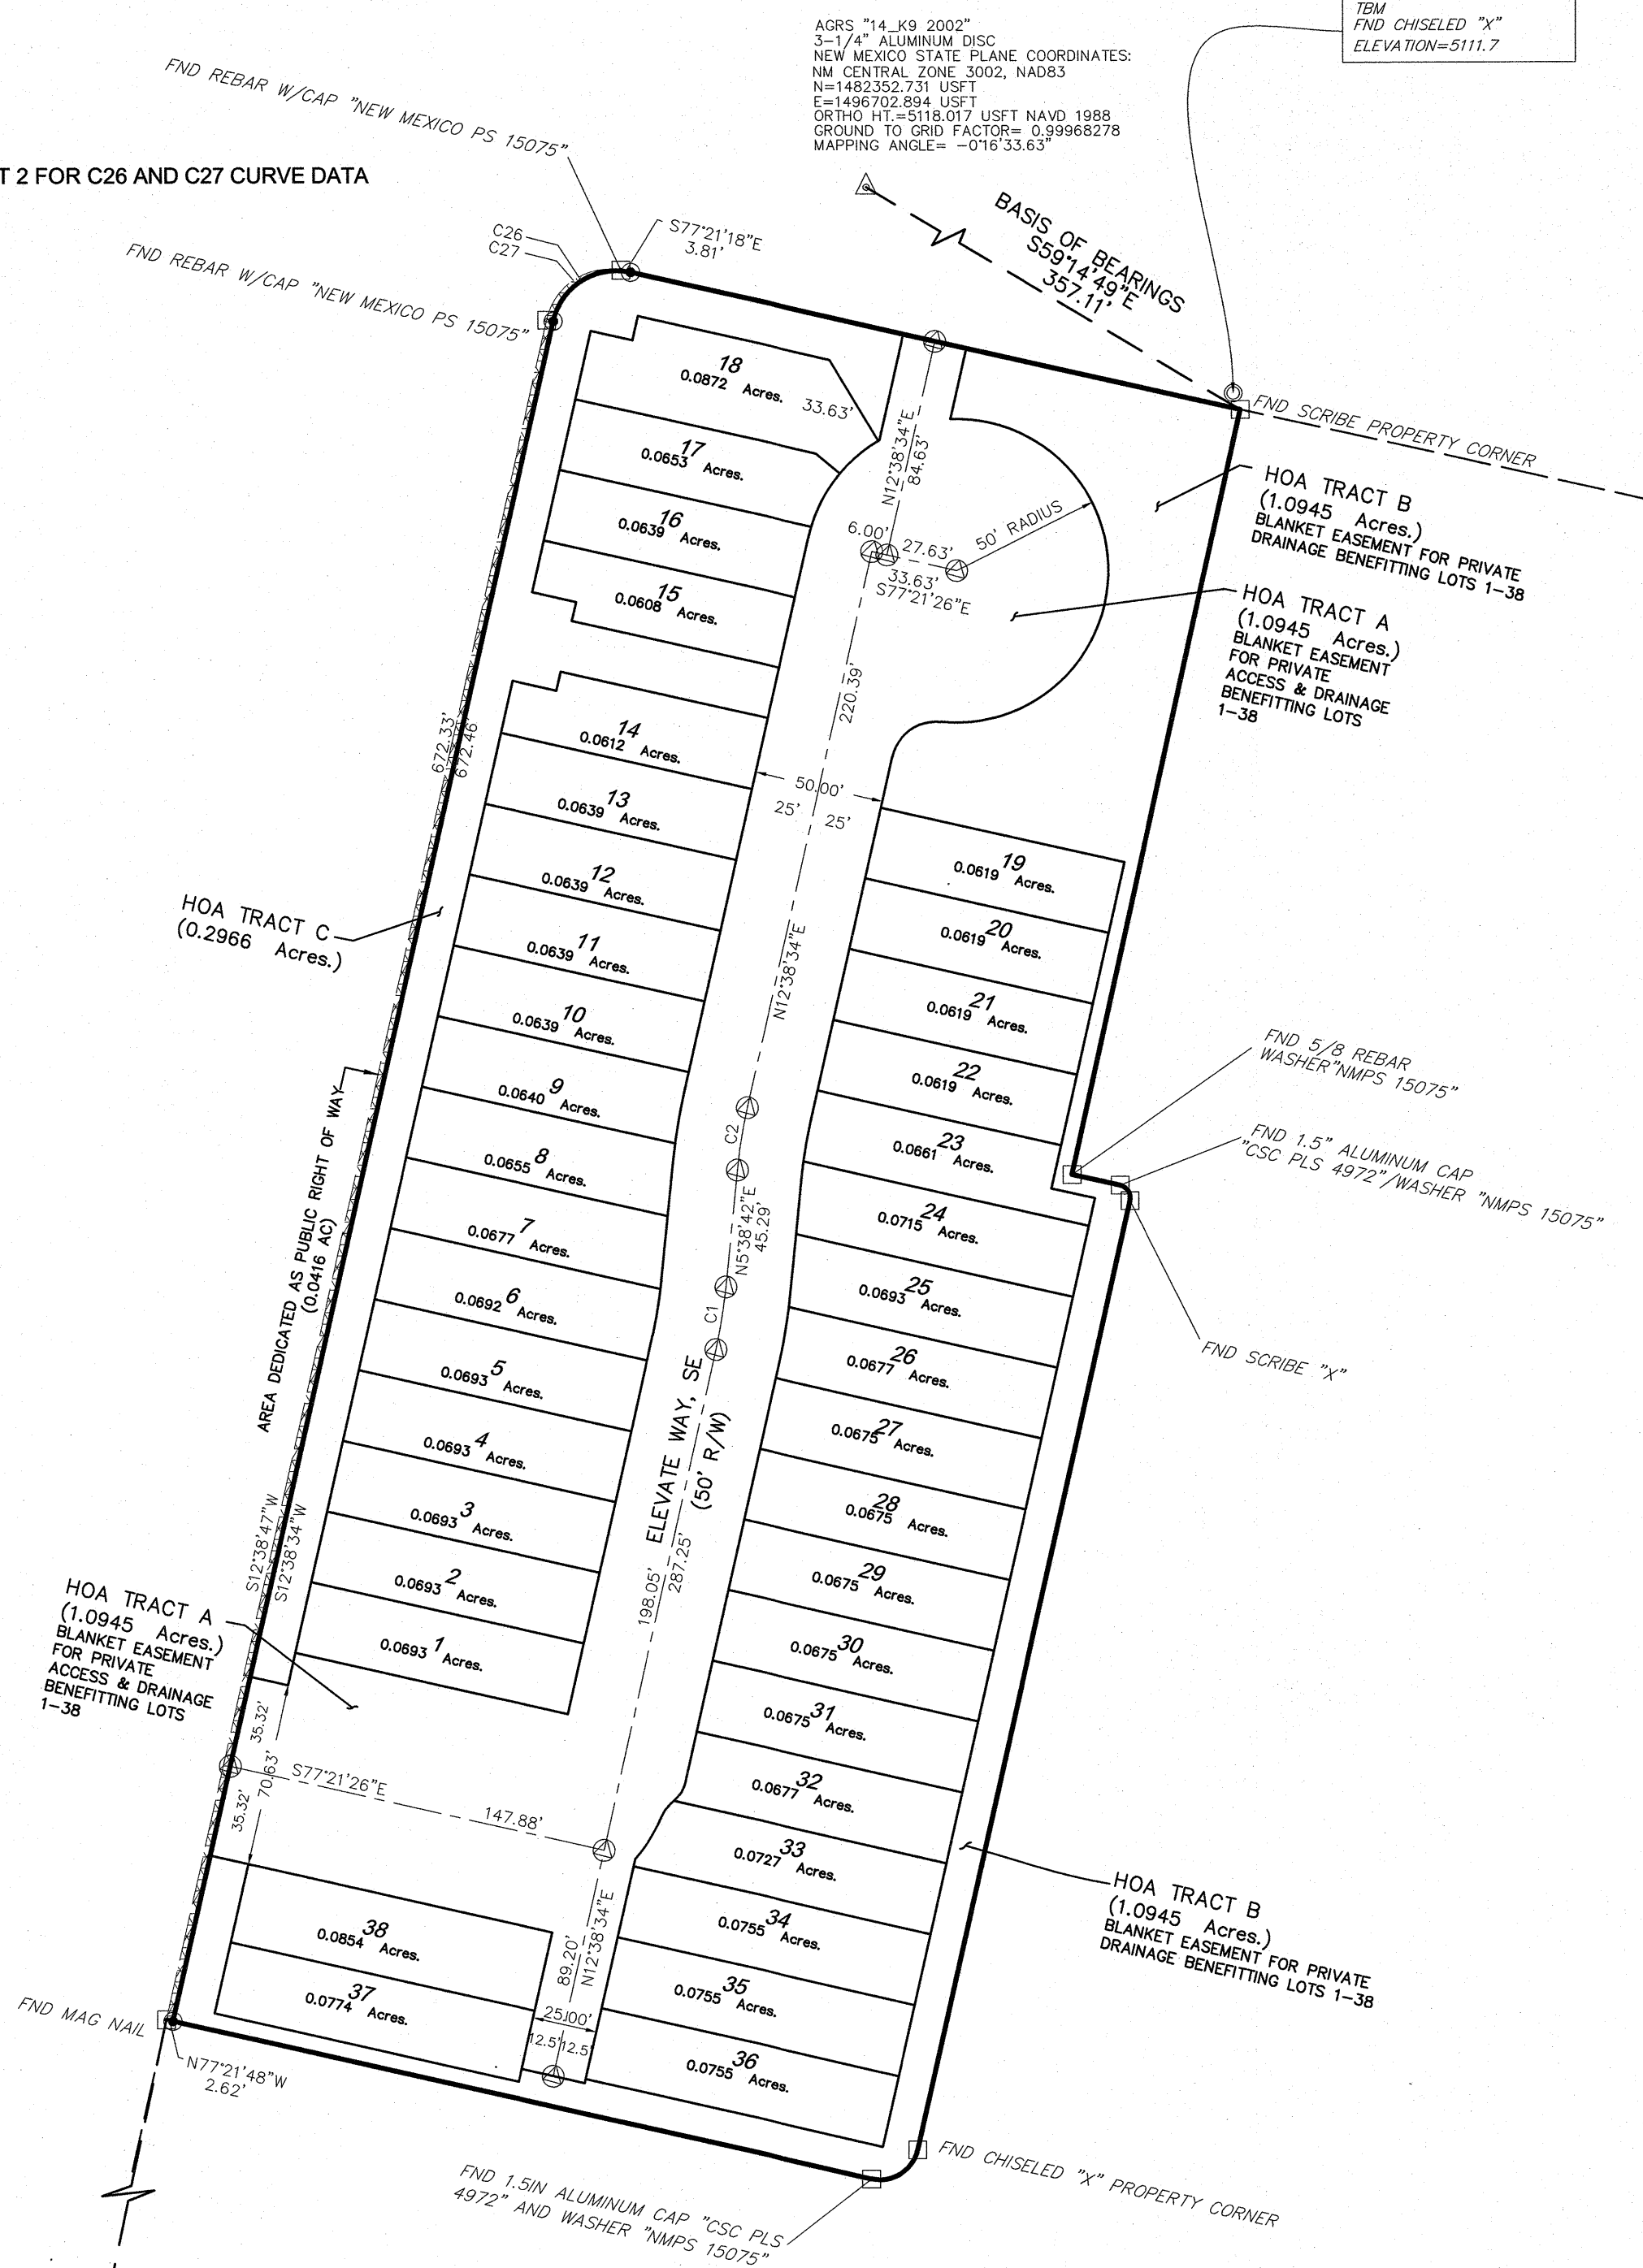 AGRS "14_K9 2002"
3-1/4" ALUMINUM DISC
NEW MEXICO STATE PLANE COORDINATES:
NM CENTRAL ZONE 3002, NAD83
N=1482352.731 USFT
E=1496702.894 USFT
ORTHO HT.=5118.017 USFT NAVD 1988
GROUND TO GRID FACTOR= 0.99968278
MAPPING ANGLE= -0°16'33.63"
TBM
FND CHISELED "X"
ELEVATION=5111.7
FND REBAR W/CAP "NEW MEXICO PS 15075"
T 2 FOR C26 AND C27 CURVE DATA
C26
C27
S77°21'18"E
3.81'
FND REBAR W/CAP "NEW MEXICO PS 15075"
BASIS OF BEARINGS
S59°14'49"E
357.11'
FND SCRIBE PROPERTY CORNER
18
0.0872 Acres.
33.63'
17
0.0653 Acres.
16
0.0639 Acres.
15
0.0608 Acres.
N12°38'34"E
84.63'
6.00'
27.63'
33.63'
S77°21'26"E
50' RADIUS
HOA TRACT B
(1.0945 Acres.)
BLANKET EASEMENT FOR PRIVATE
DRAINAGE BENEFITTING LOTS 1-38
HOA TRACT A
(1.0945 Acres.)
BLANKET EASEMENT
FOR PRIVATE
ACCESS & DRAINAGE
BENEFITTING LOTS
1-38
220.39'
672.33'
672.46'
14
0.0612 Acres.
13
0.0639 Acres.
12
0.0639 Acres.
11
0.0639 Acres.
10
0.0639 Acres.
9
0.0640 Acres.
8
0.0655 Acres.
7
0.0677 Acres.
6
0.0692 Acres.
5
0.0693 Acres.
4
0.0693 Acres.
3
0.0693 Acres.
2
0.0693 Acres.
1
0.0693 Acres.
50.00'
25'
25'
N12°38'34"E
19
0.0619 Acres.
20
0.0619 Acres.
21
0.0619 Acres.
22
0.0619 Acres.
23
0.0661 Acres.
24
0.0715 Acres.
25
0.0693 Acres.
26
0.0677 Acres.
27
0.0675 Acres.
28
0.0675 Acres.
29
0.0675 Acres.
30
0.0675 Acres.
31
0.0675 Acres.
32
0.0677 Acres.
33
0.0727 Acres.
34
0.0755 Acres.
35
0.0755 Acres.
36
0.0755 Acres.
HOA TRACT C
(0.2966 Acres.)
FND 5/8 REBAR
WASHER"NMPS 15075"
FND 1.5" ALUMINUM CAP
"CSC PLS 4972"/WASHER "NMPS 15075"
FND SCRIBE "X"
C2
N5°38'42"E
45.29'
C1
AREA DEDICATED AS PUBLIC RIGHT OF WAY
(0.0416 AC)
ELEVATE WAY, SE
(50' R/W)
198.05'
287.25'
S12°38'47"W
S12°38'34"W
HOA TRACT A
(1.0945 Acres.)
BLANKET EASEMENT
FOR PRIVATE
ACCESS & DRAINAGE
BENEFITTING LOTS
1-38
35.32'
70.63'
35.32'
S77°21'26"E
147.88'
38
0.0854 Acres.
37
0.0774 Acres.
89.20'
N12°38'34"E
25.00'
12.5'
12.5'
HOA TRACT B
(1.0945 Acres.)
BLANKET EASEMENT FOR PRIVATE
DRAINAGE BENEFITTING LOTS 1-38
FND MAG NAIL
N77°21'48"W
2.62'
FND CHISELED "X" PROPERTY CORNER
FND 1.5IN ALUMINUM CAP "CSC PLS
4972" AND WASHER "NMPS 15075"